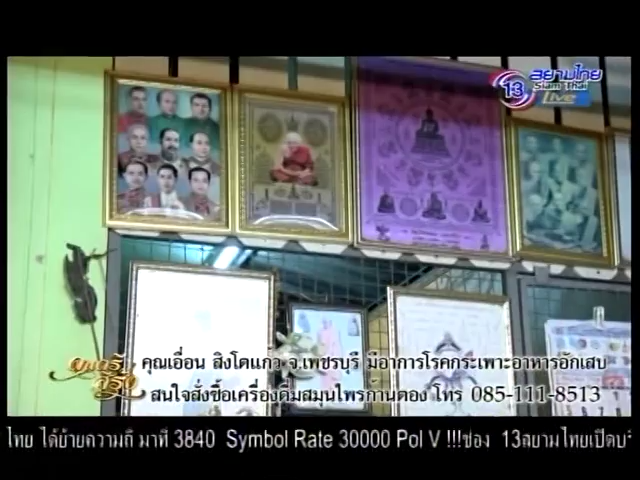 13 สยามไทย
Siam Thai
Live
คุณเอื่อน สิงโตแก้ว จ.เพชรบุรี มีอาการโรคกระเพาะอาหารอักเสบ
สนใจสั่งซื้อเครื่องดื่มสมุนไพรก้านตอง โทร 085-111-8513
ไทย ได้ย้ายความถี่ มาที่ 3840 Symbol Rate 30000 Pol V !!!ช่อง 13สยามไทยเปิดบริ